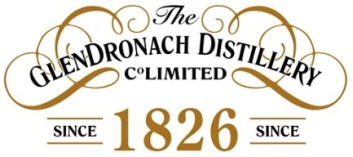 The
GLENDRONACH DISTILLERY
Cº LIMITED
SINCE 1826 SINCE